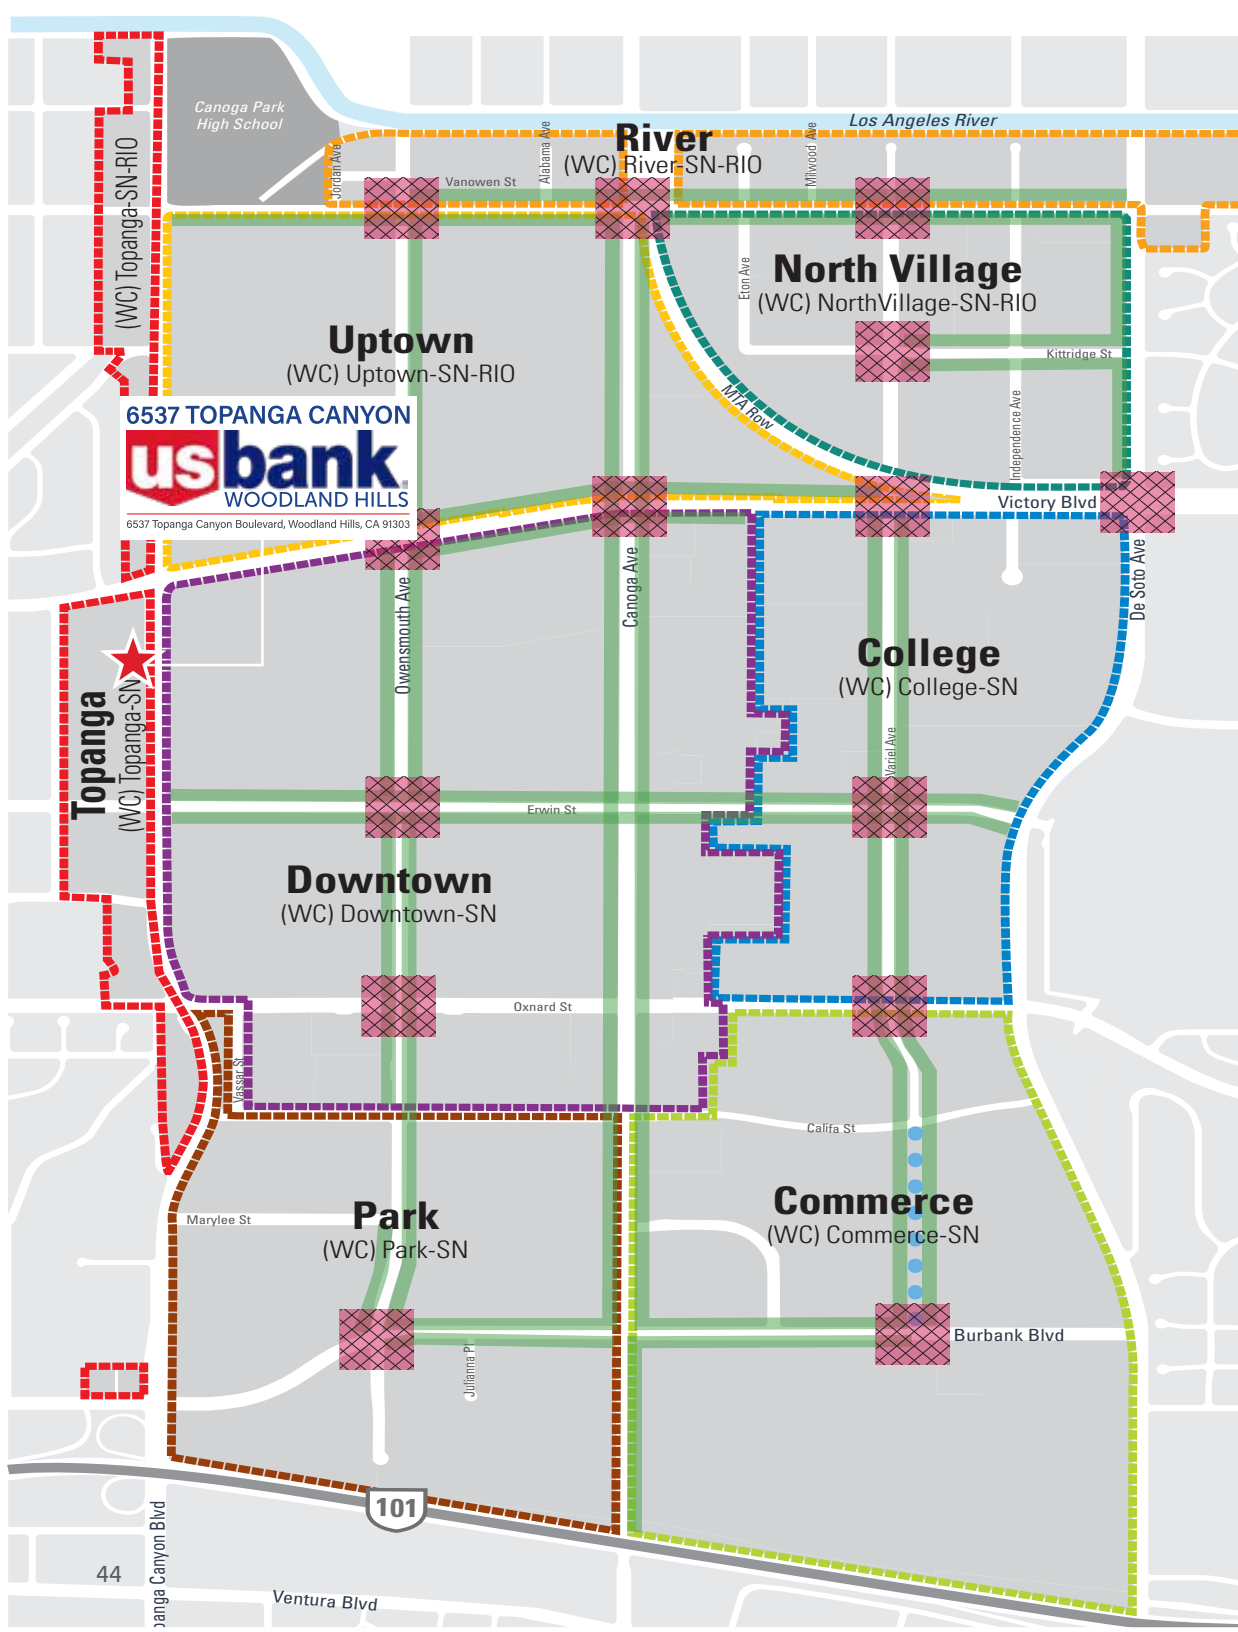 Canoga Park
High School
Los Angeles River
River
(WC) River-SN-RIO
Jordan Ave
Vanowen St
Alabama Ave
Milwood Ave
(WC) Topanga-SN-RIO
North Village
(WC) NorthVillage-SN-RIO
Eton Ave
Uptown
(WC) Uptown-SN-RIO
Kittridge St
MTA Row
Independence Ave
6537 TOPANGA CANYON
usbank
WOODLAND HILLS
6537 Topanga Canyon Boulevard, Woodland Hills, CA 91303
Victory Blvd
Owensmouth Ave
Canoga Ave
De Soto Ave
College
(WC) College-SN
Topanga
(WC) Topanga-SN
Variel Ave
Erwin St
Downtown
(WC) Downtown-SN
Oxnard St
Vassar St
Califa St
Commerce
(WC) Commerce-SN
Marylee St
Park
(WC) Park-SN
Burbank Blvd
Julianna Pl
101
44
panga Canyon Blvd
Ventura Blvd